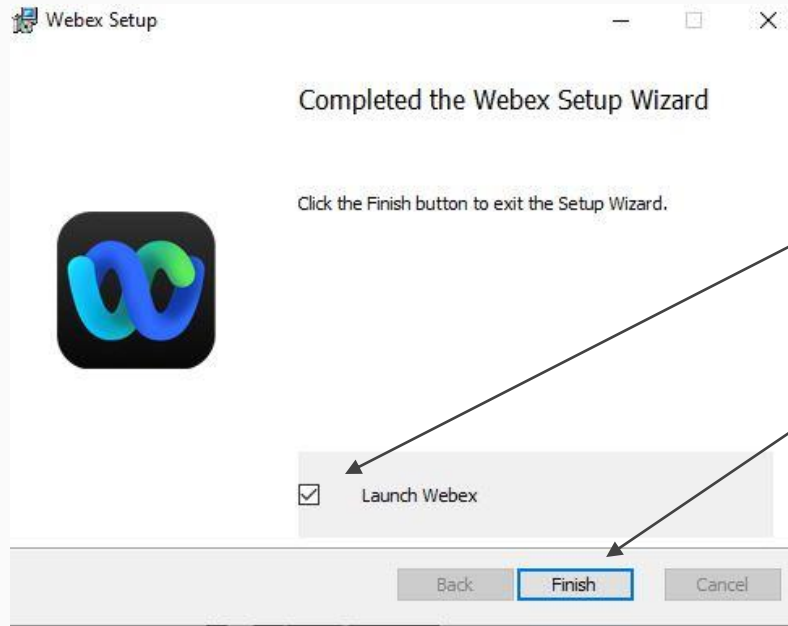 Webex Setup
Completed the Webex Setup Wizard
Click the Finish button to exit the Setup Wizard.
Launch Webex
Back Finish Cancel